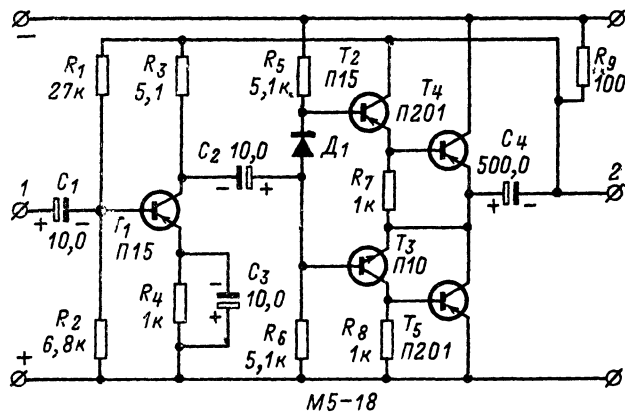 −
R1
27к
R3
5,1
R5
5,1к
T2
П15
T4
П201
R9
100
1
C1
+ −
10,0
C2 10,0
− +
Д1
R7
1к
C4
500,0
+ −
2
T1
П15
R4
1к
−
C3
10,0
+
T3
П10
R2
6,8к
R6
5,1к
R8
1к
T5
П201
+
М5-18